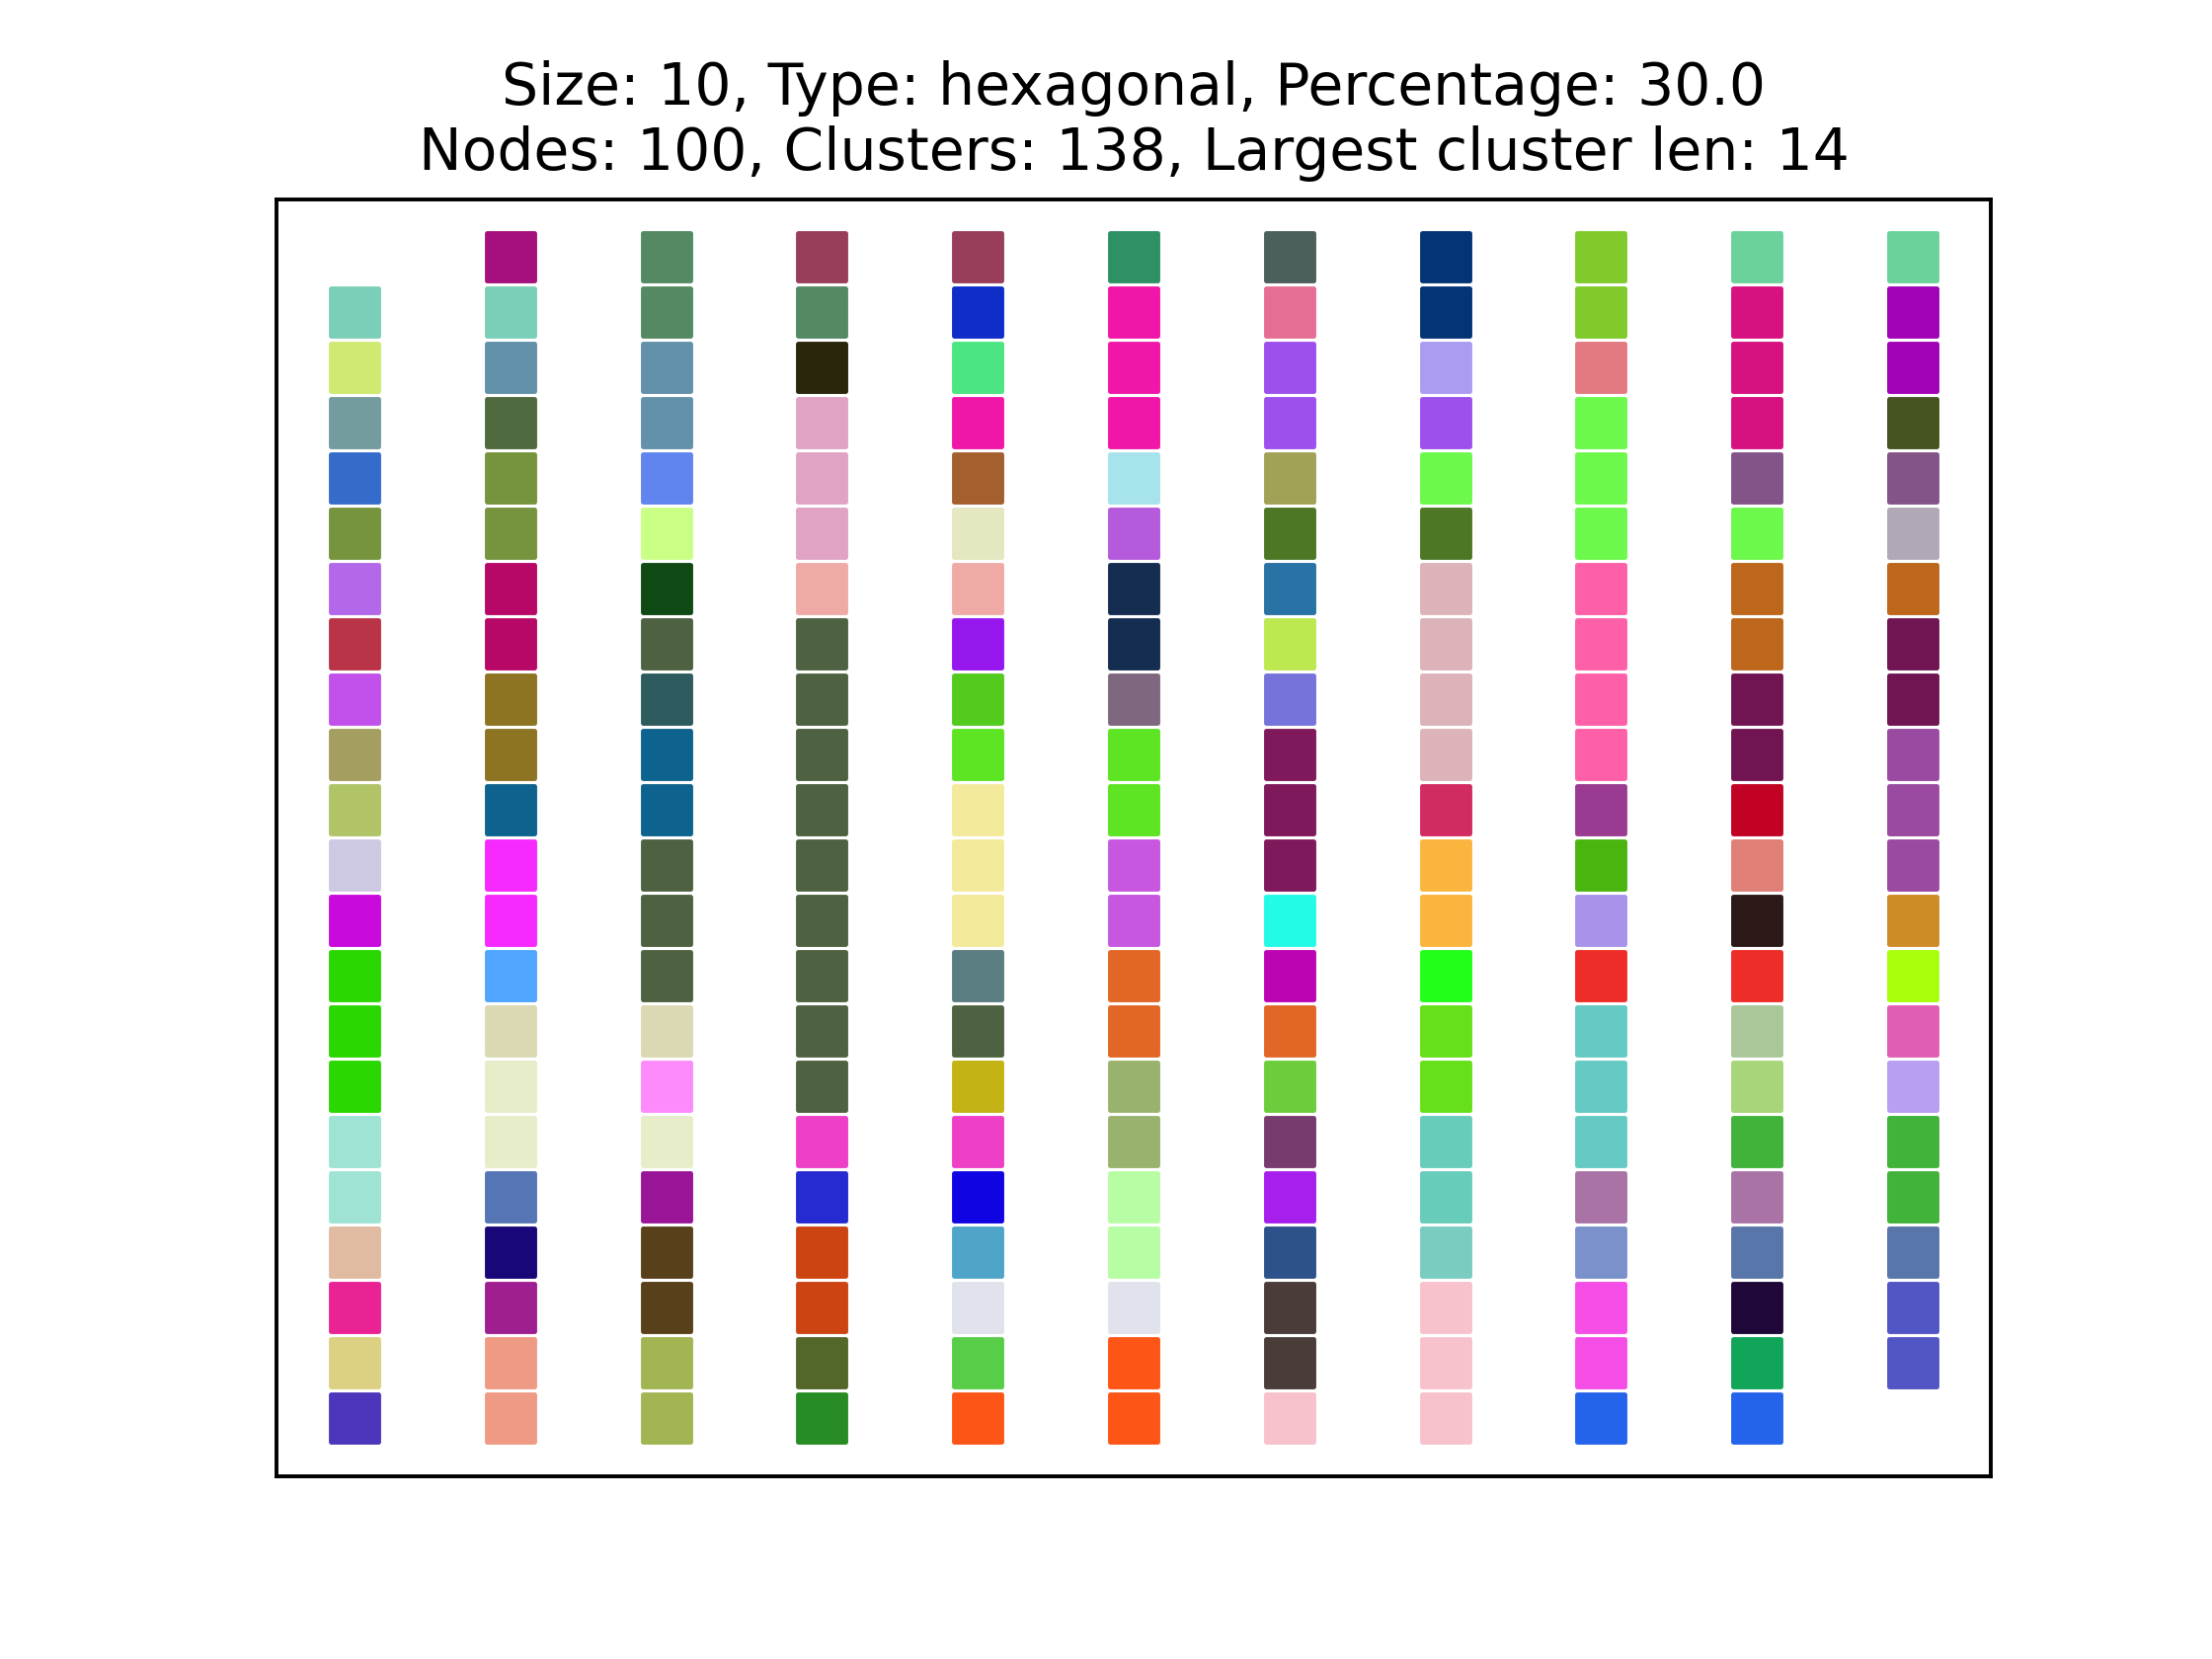 Size: 10, Type: hexagonal, Percentage: 30.0
Nodes: 100, Clusters: 138, Largest cluster len: 14